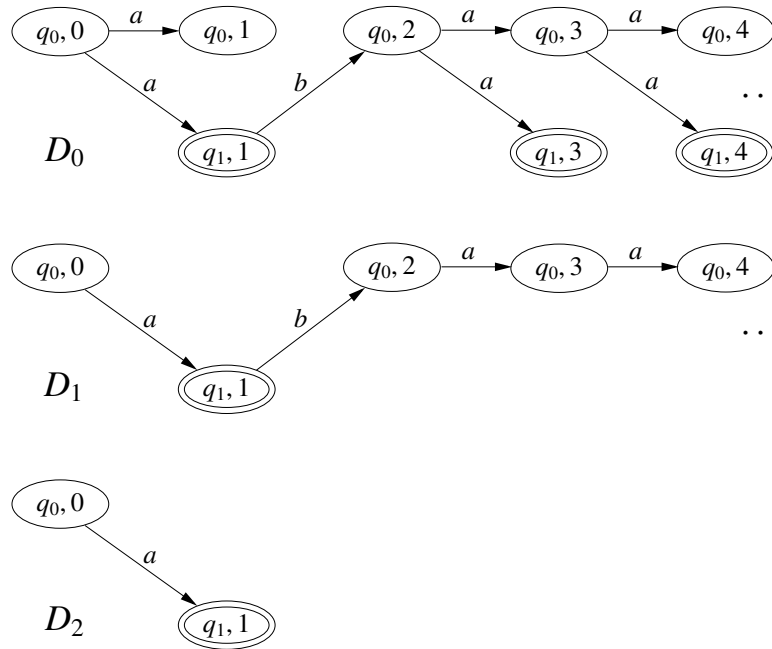 q₀, 0 a q₀, 1 q₀, 2 a q₀, 3 a q₀, 4
a b a a
. .
D₀ q₁, 1 q₁, 3 q₁, 4
q₀, 0 q₀, 2 a q₀, 3 a q₀, 4
a b
. .
D₁ q₁, 1
q₀, 0
a
D₂ q₁, 1